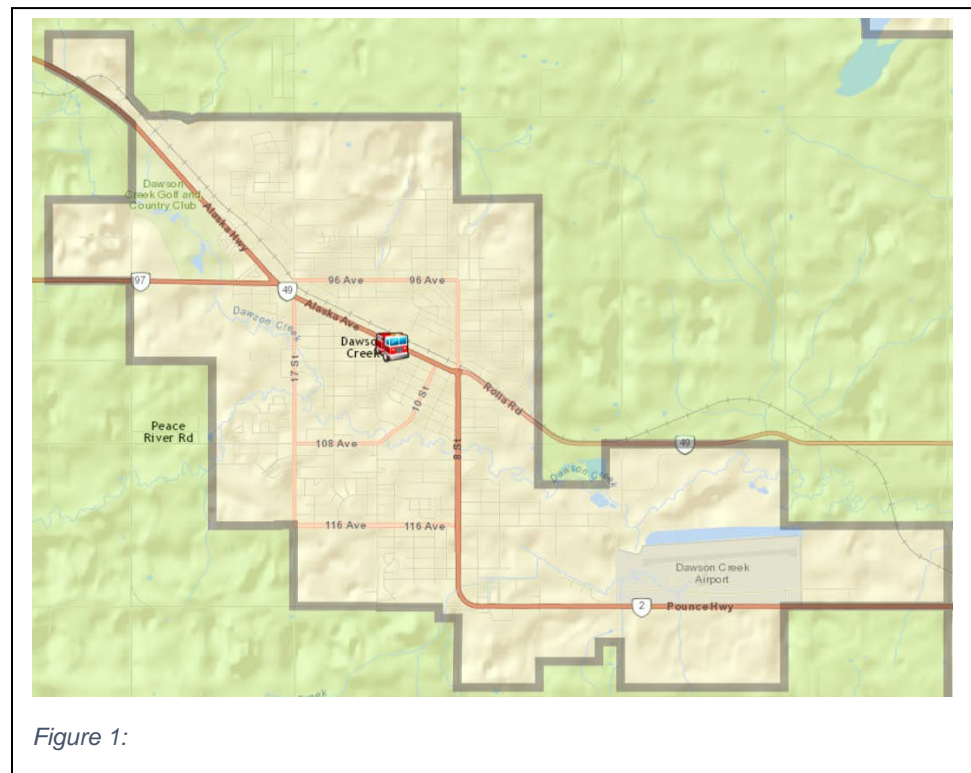 Dawson
Creek Golf and
Country Club
Alaska Hwy
97
49
96 Ave
96 Ave
Alaska Ave
Dawson Creek
Dawso
Creek
17 St
10 St
Rolla Rd
Peace
River Rd
108 Ave
8 St
49
Dawson Creek
116 Ave
116 Ave
Dawson Creek
Airport
2
Pounce Hwy
Figure 1: